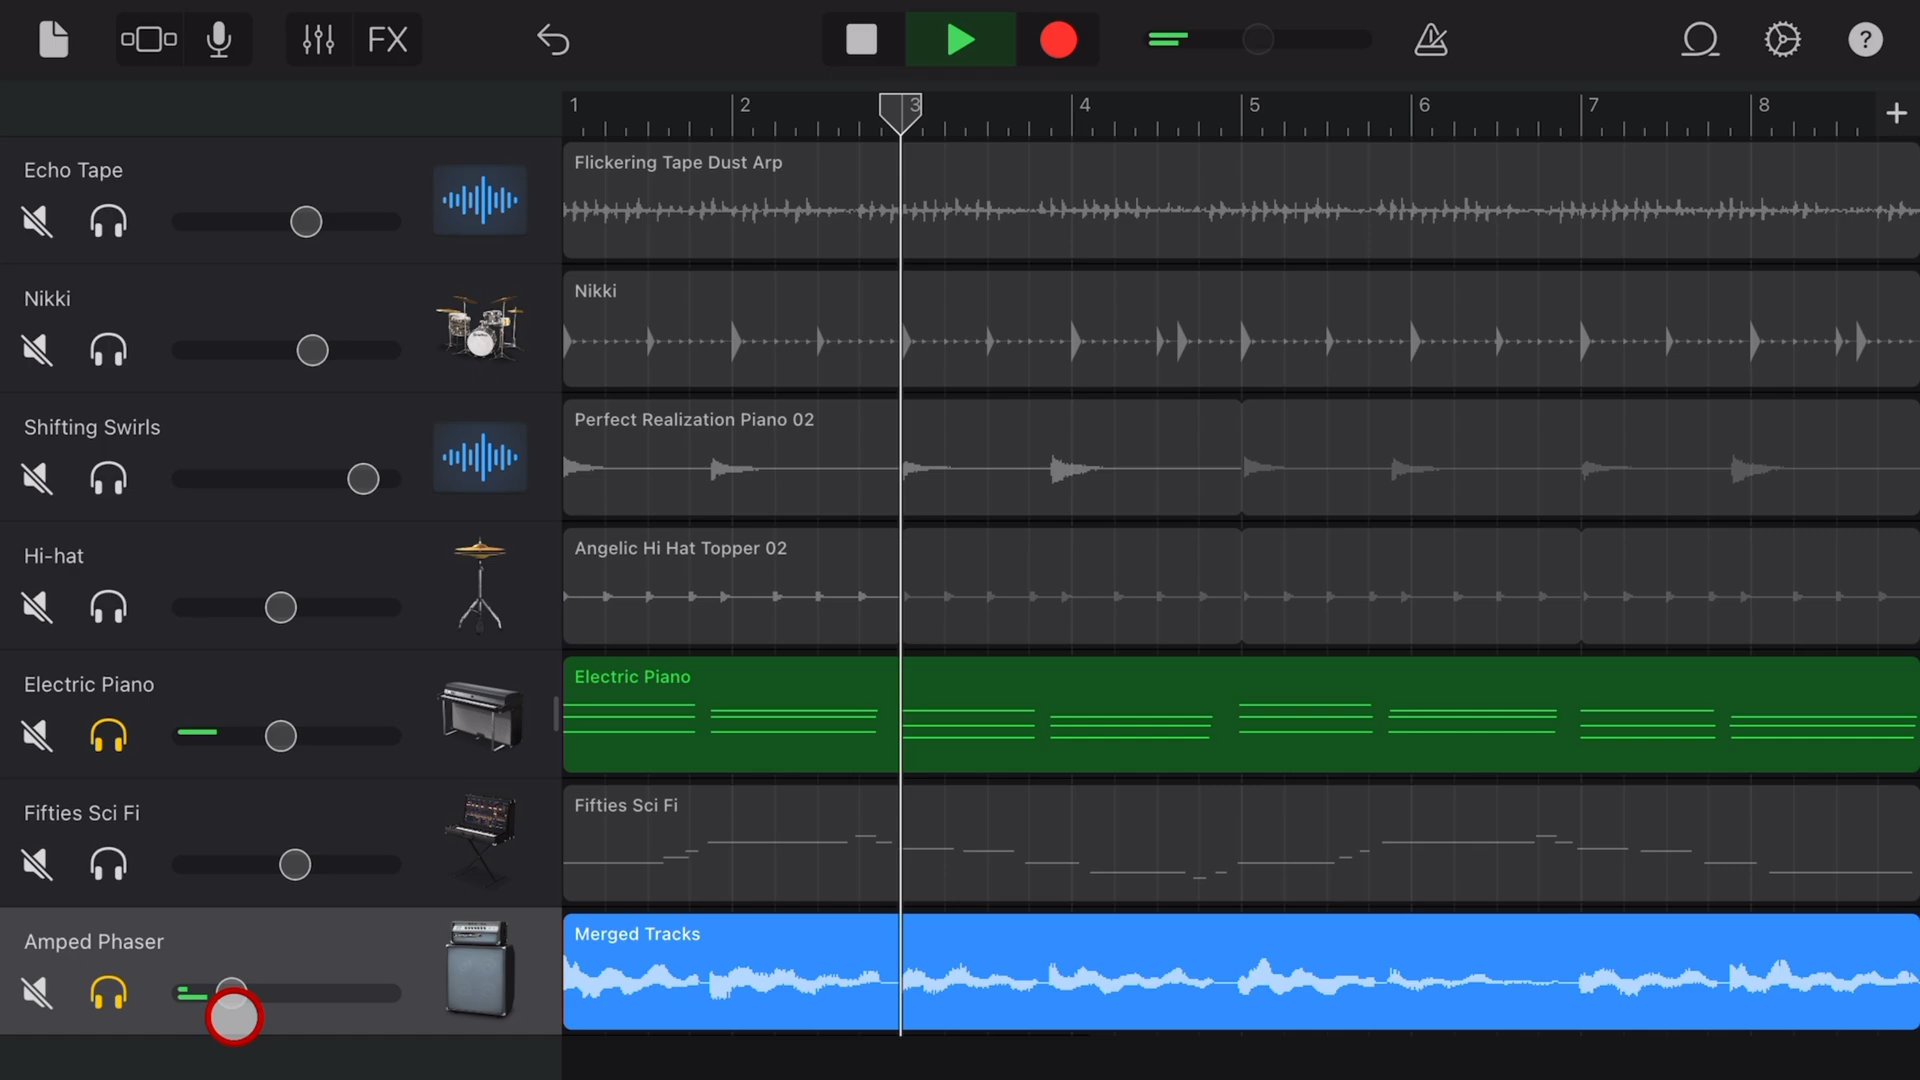 FX
?
1 2 3 4 5 6 7 8
+
Echo Tape
Flickering Tape Dust Arp
Nikki
Nikki
Shifting Swirls
Perfect Realization Piano 02
Hi-hat
Angelic Hi Hat Topper 02
Electric Piano
Electric Piano
Fifties Sci Fi
Fifties Sci Fi
Amped Phaser
Merged Tracks